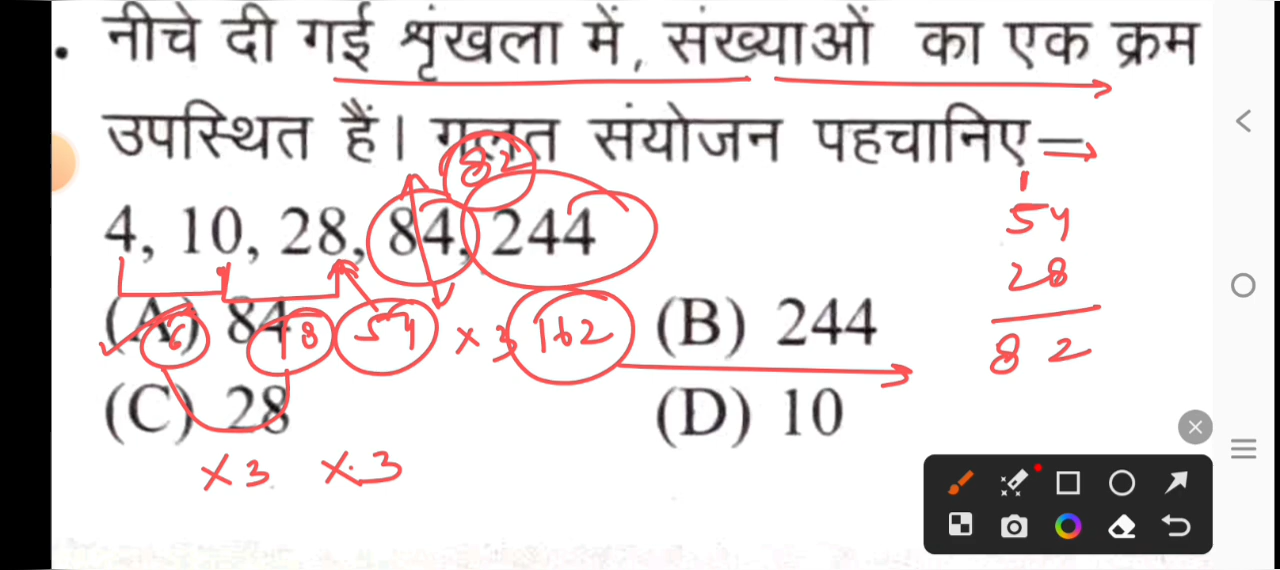 . नीचे दी गई शृंखला में, संख्याओं का एक क्रम
उपस्थित हैं। गलत संयोजन पहचानिए–
82
4, 10, 28, 84, 244
(A) 84 (B) 244
6 18 54 × 3 162
(C) 28 (D) 10
× 3 × 3
54
28
82